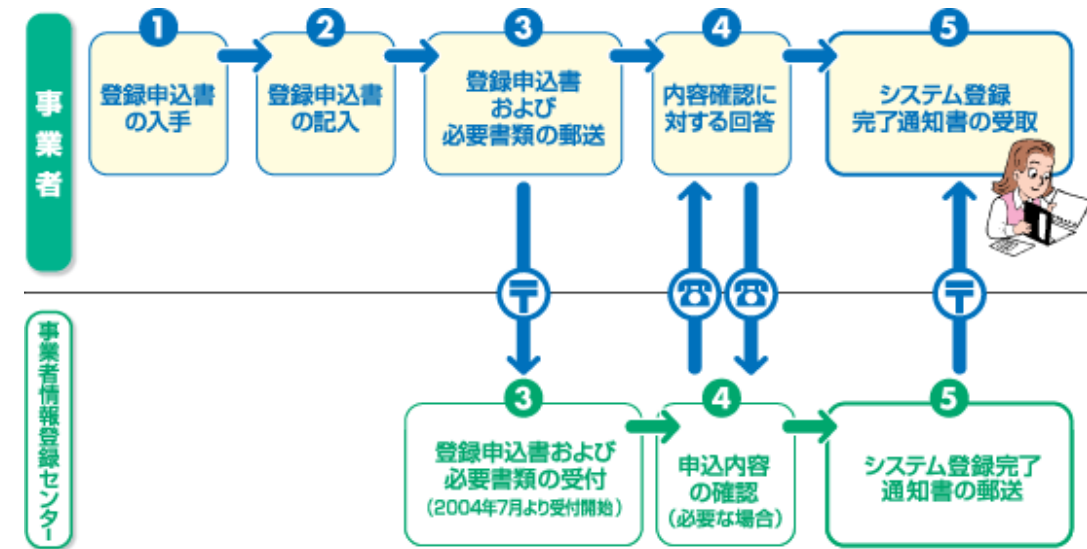 事業者
1
登録申込書
の入手
2
登録申込書
の記入
3
登録申込書
および
必要書類の郵送
4
内容確認に
対する回答
5
システム登録
完了通知書の受取
〒
☎
☎
〒
事業者情報登録センター
3
登録申込書および
必要書類の受付
(2004年7月より受付開始)
4
申込内容
の確認
(必要な場合)
5
システム登録完了
通知書の郵送